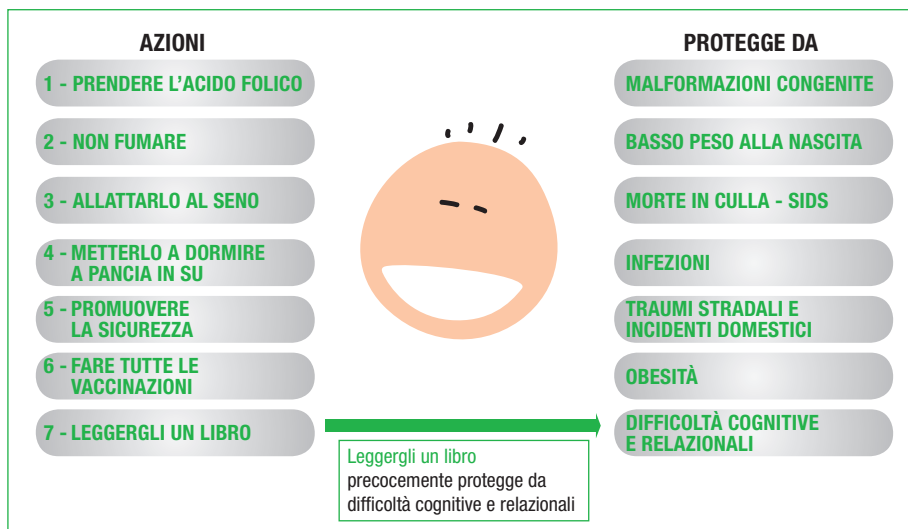 AZIONI
1 - PRENDERE L'ACIDO FOLICO
2 - NON FUMARE
3 - ALLATTARLO AL SENO
4 - METTERLO A DORMIRE
A PANCIA IN SU
5 - PROMUOVERE
LA SICUREZZA
6 - FARE TUTTE LE
VACCINAZIONI
7 - LEGGERGLI UN LIBRO
PROTEGGE DA
MALFORMAZIONI CONGENITE
BASSO PESO ALLA NASCITA
MORTE IN CULLA - SIDS
INFEZIONI
TRAUMI STRADALI E
INCIDENTI DOMESTICI
OBESITÀ
DIFFICOLTÀ COGNITIVE
E RELAZIONALI
Leggergli un libro
precocemente protegge da
difficoltà cognitive e relazionali